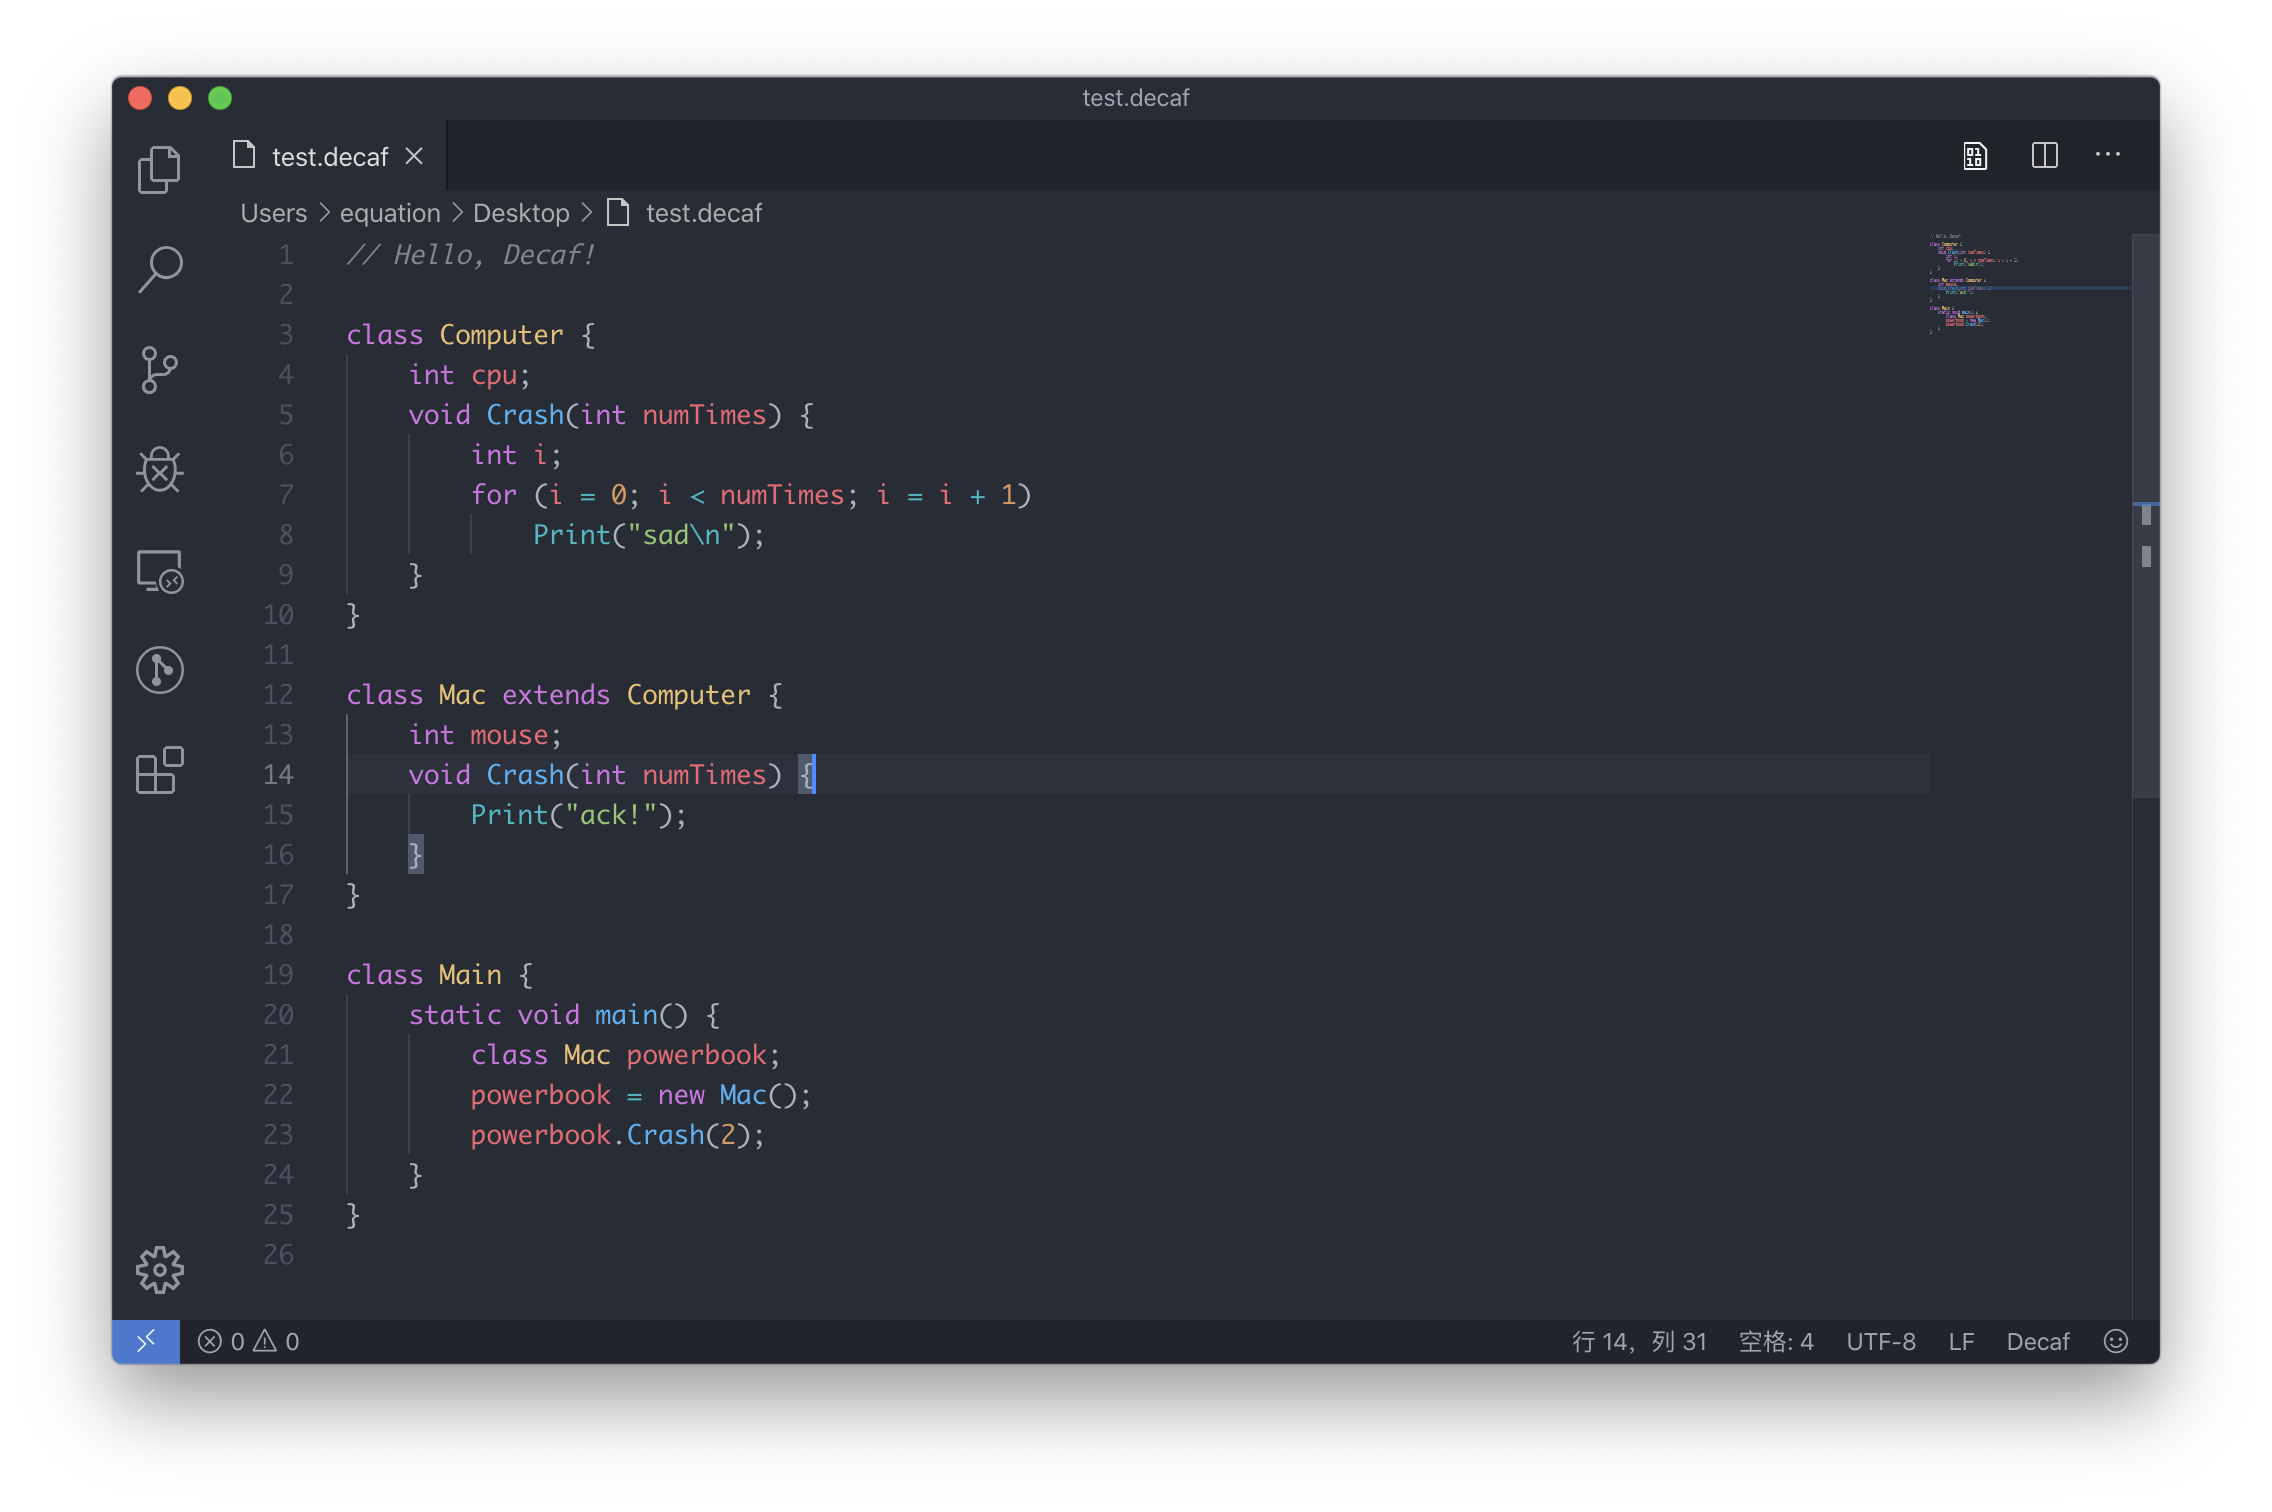 test.decaf
test.decaf
Users > equation > Desktop > test.decaf
1 // Hello, Decaf!
2
3 class Computer {
4     int cpu;
5     void Crash(int numTimes) {
6         int i;
7         for (i = 0; i < numTimes; i = i + 1)
8             Print("sad\n");
9     }
10 }
11
12 class Mac extends Computer {
13     int mouse;
14     void Crash(int numTimes) {
15         Print("ack!");
16     }
17 }
18
19 class Main {
20     static void main() {
21         class Mac powerbook;
22         powerbook = new Mac();
23         powerbook.Crash(2);
24     }
25 }
26
0 0 行 14，列 31 空格: 4 UTF-8 LF Decaf